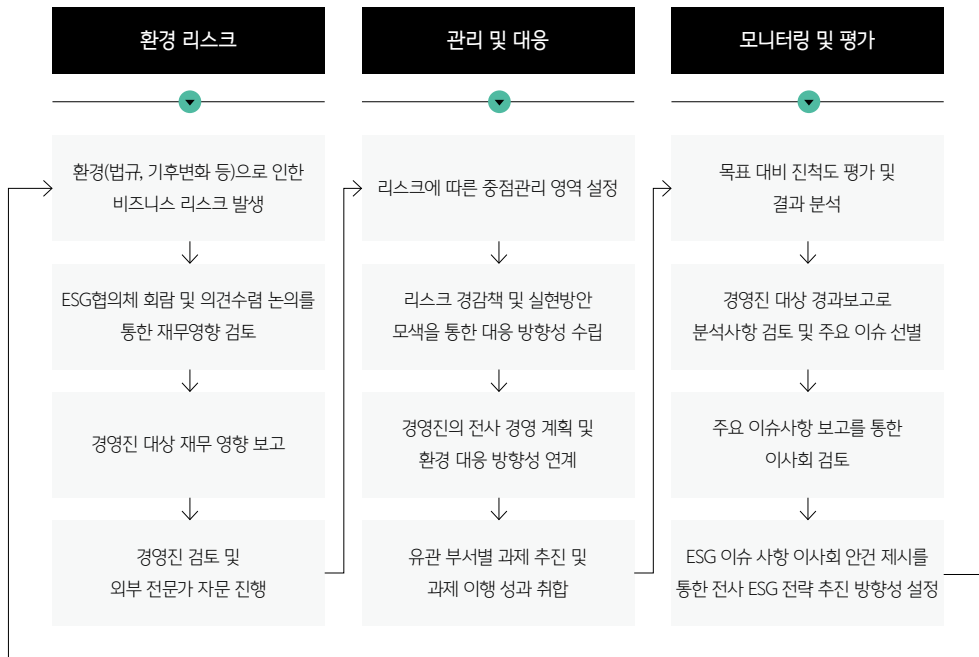 환경 리스크
환경(법규, 기후변화 등)으로 인한
비즈니스 리스크 발생
ESG협의체 회람 및 의견수렴 논의를
통한 재무영향 검토
경영진 대상 재무 영향 보고
경영진 검토 및
외부 전문가 자문 진행
관리 및 대응
리스크에 따른 중점관리 영역 설정
리스크 경감책 및 실현방안
모색을 통한 대응 방향성 수립
경영진의 전사 경영 계획 및
환경 대응 방향성 연계
유관 부서별 과제 추진 및
과제 이행 성과 취합
모니터링 및 평가
목표 대비 진척도 평가 및
결과 분석
경영진 대상 경과보고로
분석사항 검토 및 주요 이슈 선별
주요 이슈사항 보고를 통한
이사회 검토
ESG 이슈 사항 이사회 안건 제시를
통한 전사 ESG 전략 추진 방향성 설정